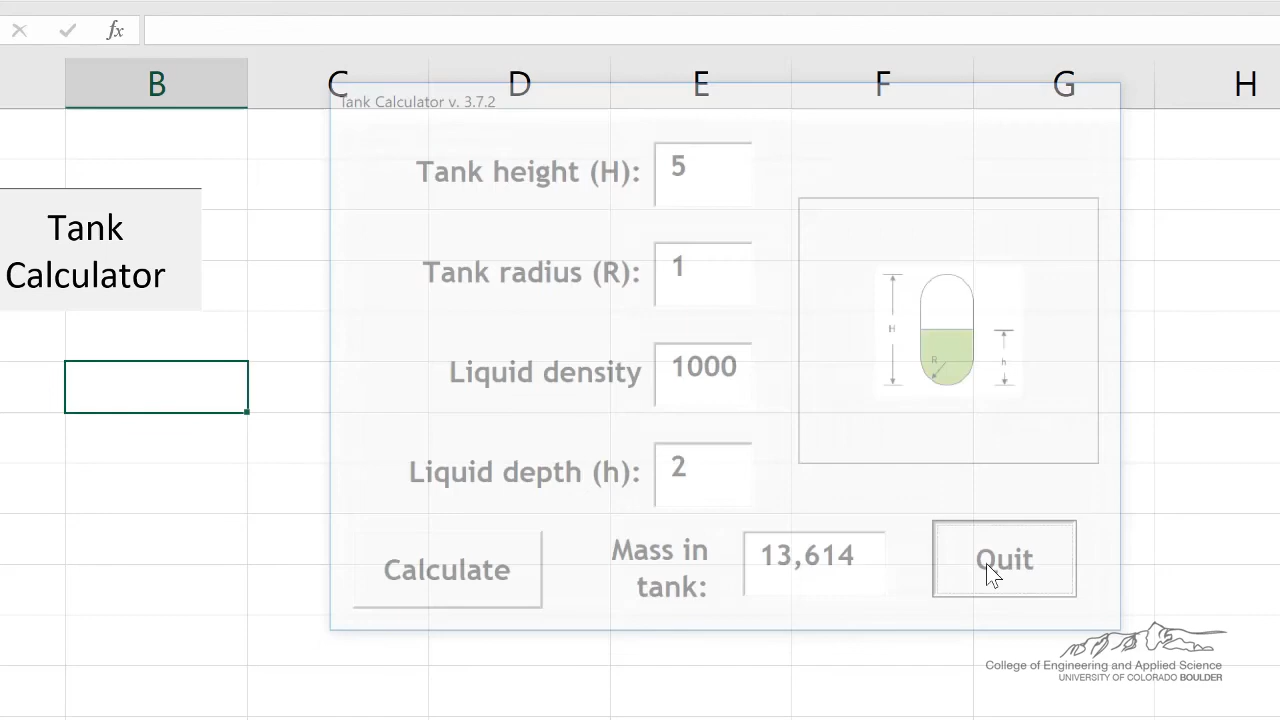 fx
B C D E F G H
Tank Calculator v. 3.7.2
Tank
Calculator
Tank height (H): 5
Tank radius (R): 1
Liquid density 1000
Liquid depth (h): 2
H
R
h
Calculate
Mass in
tank:
13,614
Quit
College of Engineering and Applied Science
UNIVERSITY OF COLORADO BOULDER